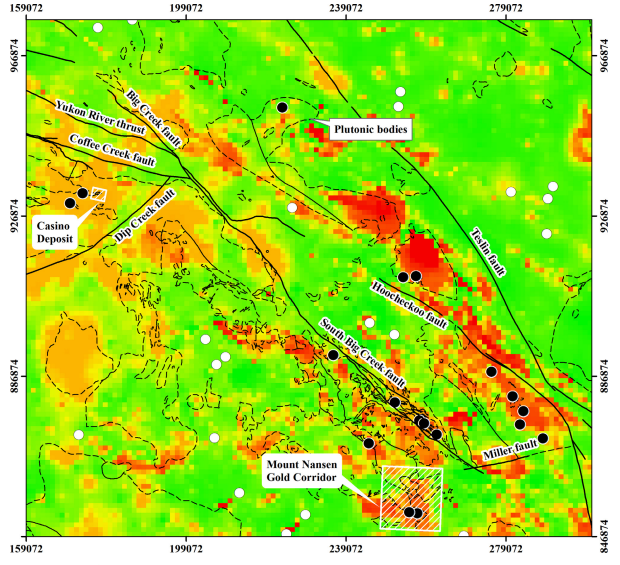 159072
199072
239072
279072
966874
966874
Big Creek fault
Yukon River thrust
Plutonic bodies
Coffee Creek fault
926874
926874
Dip Creek fault
Casino
Deposit
Teslin fault
Hoocheckoo fault
South Big Creek fault
886874
886874
Miller fault
Mount Nansen
Gold Corridor
846874
846874
159072
199072
239072
279072